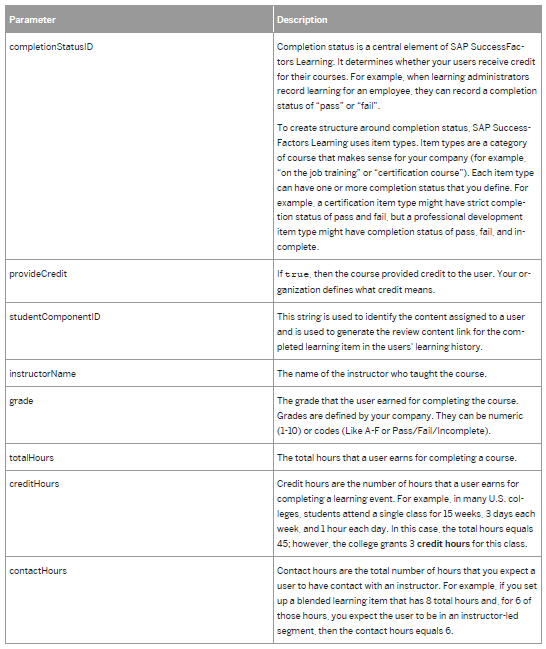 Parameter Description
completionStatusID Completion status is a central element of SAP SuccessFac-
tors Learning. It determines whether your users receive credit
for their courses. For example, when learning administrators
record learning for an employee, they can record a completion
status of “pass” or “fail”.
To create structure around completion status, SAP Success-
Factors Learning uses item types. Item types are a category
of course that makes sense for your company (for example,
“on the job training” or “certification course”). Each item type
can have one or more completion status that you define. For
example, a certification item type might have strict comple-
tion status of pass and fail, but a professional development
item type might have completion status of pass, fail, and in-
complete.
provideCredit If true, then the course provided credit to the user. Your or-
ganization defines what credit means.
studentComponentID This string is used to identify the content assigned to a user
and is used to generate the review content link for the com-
pleted learning item in the users' learning history.
instructorName The name of the instructor who taught the course.
grade The grade that the user earned for completing the course.
Grades are defined by your company. They can be numeric
(1-10) or codes (Like A-F or Pass/Fail/Incomplete).
totalHours The total hours that a user earns for completing a course.
creditHours Credit hours are the number of hours that a user earns for
completing a learning event. For example, in many U.S. col-
leges, students attend a single class for 15 weeks, 3 days each
week, and 1 hour each day. In this case, the total hours equals
45; however, the college grants 3 credit hours for this class.
contactHours Contact hours are the total number of hours that you expect a
user to have contact with an instructor. For example, if you set
up a blended learning item that has 8 total hours and, for 6 of
those hours, you expect the user to be in an instructor-led
segment, then the contact hours equals 6.